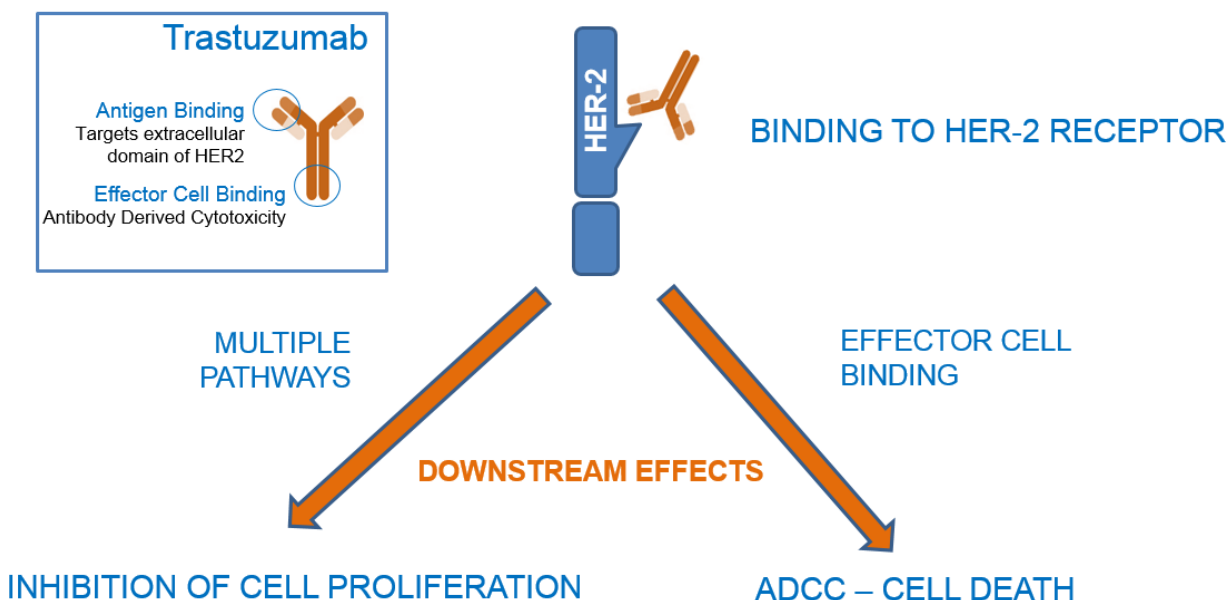 Trastuzumab
Antigen Binding
Targets extracellular
domain of HER2
Effector Cell Binding
Antibody Derived Cytotoxicity
HER-2
BINDING TO HER-2 RECEPTOR
MULTIPLE
PATHWAYS
EFFECTOR CELL
BINDING
DOWNSTREAM EFFECTS
INHIBITION OF CELL PROLIFERATION
ADCC – CELL DEATH